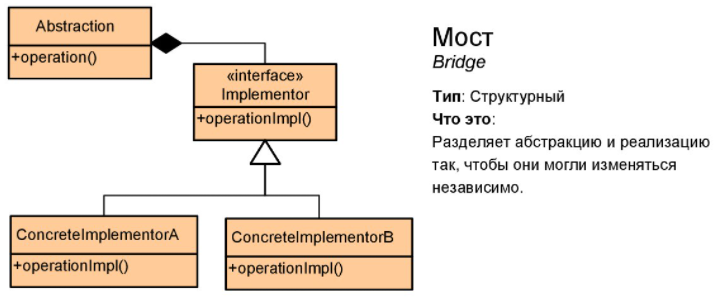 Abstraction
+operation()
«interface»
Implementor
+operationImpl()
ConcreteImplementorA
+operationImpl()
ConcreteImplementorB
+operationImpl()
Мост
Bridge
Тип: Структурный
Что это:
Разделяет абстракцию и реализацию
так, чтобы они могли изменяться
независимо.